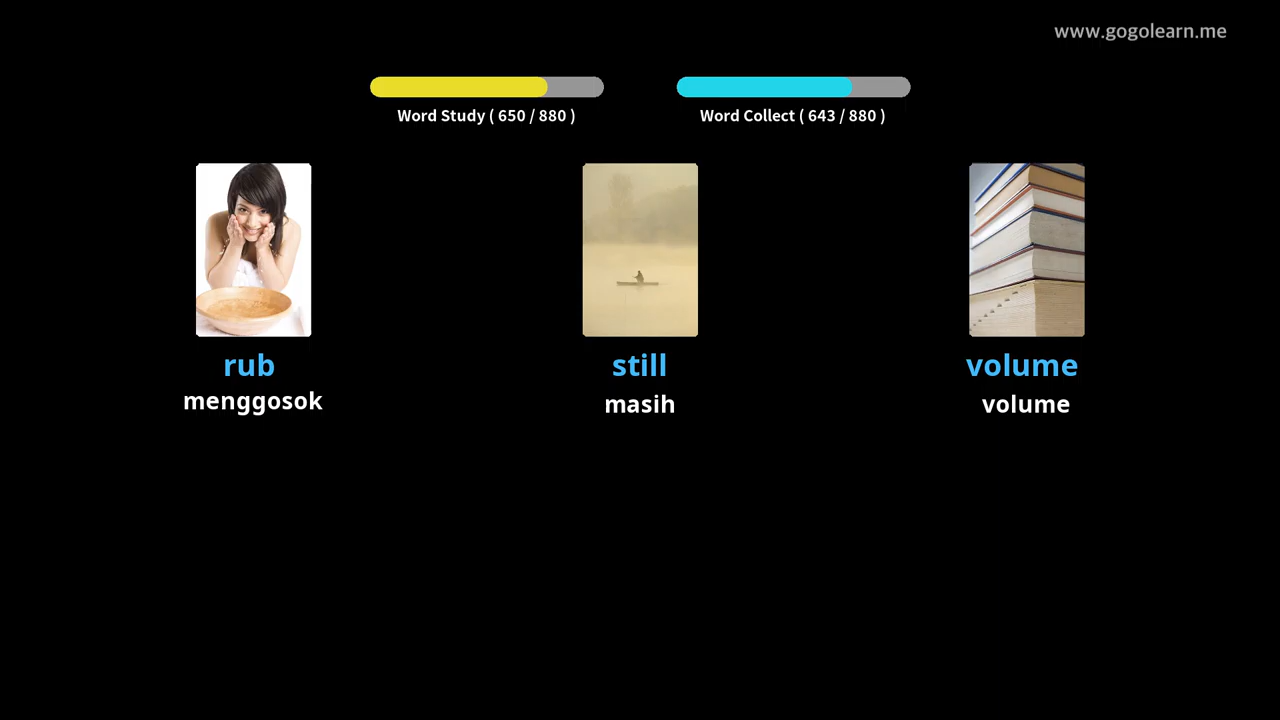 www.gogolearn.me
Word Study ( 650 / 880 )
Word Collect ( 643 / 880 )
rub
menggosok
still
masih
volume
volume